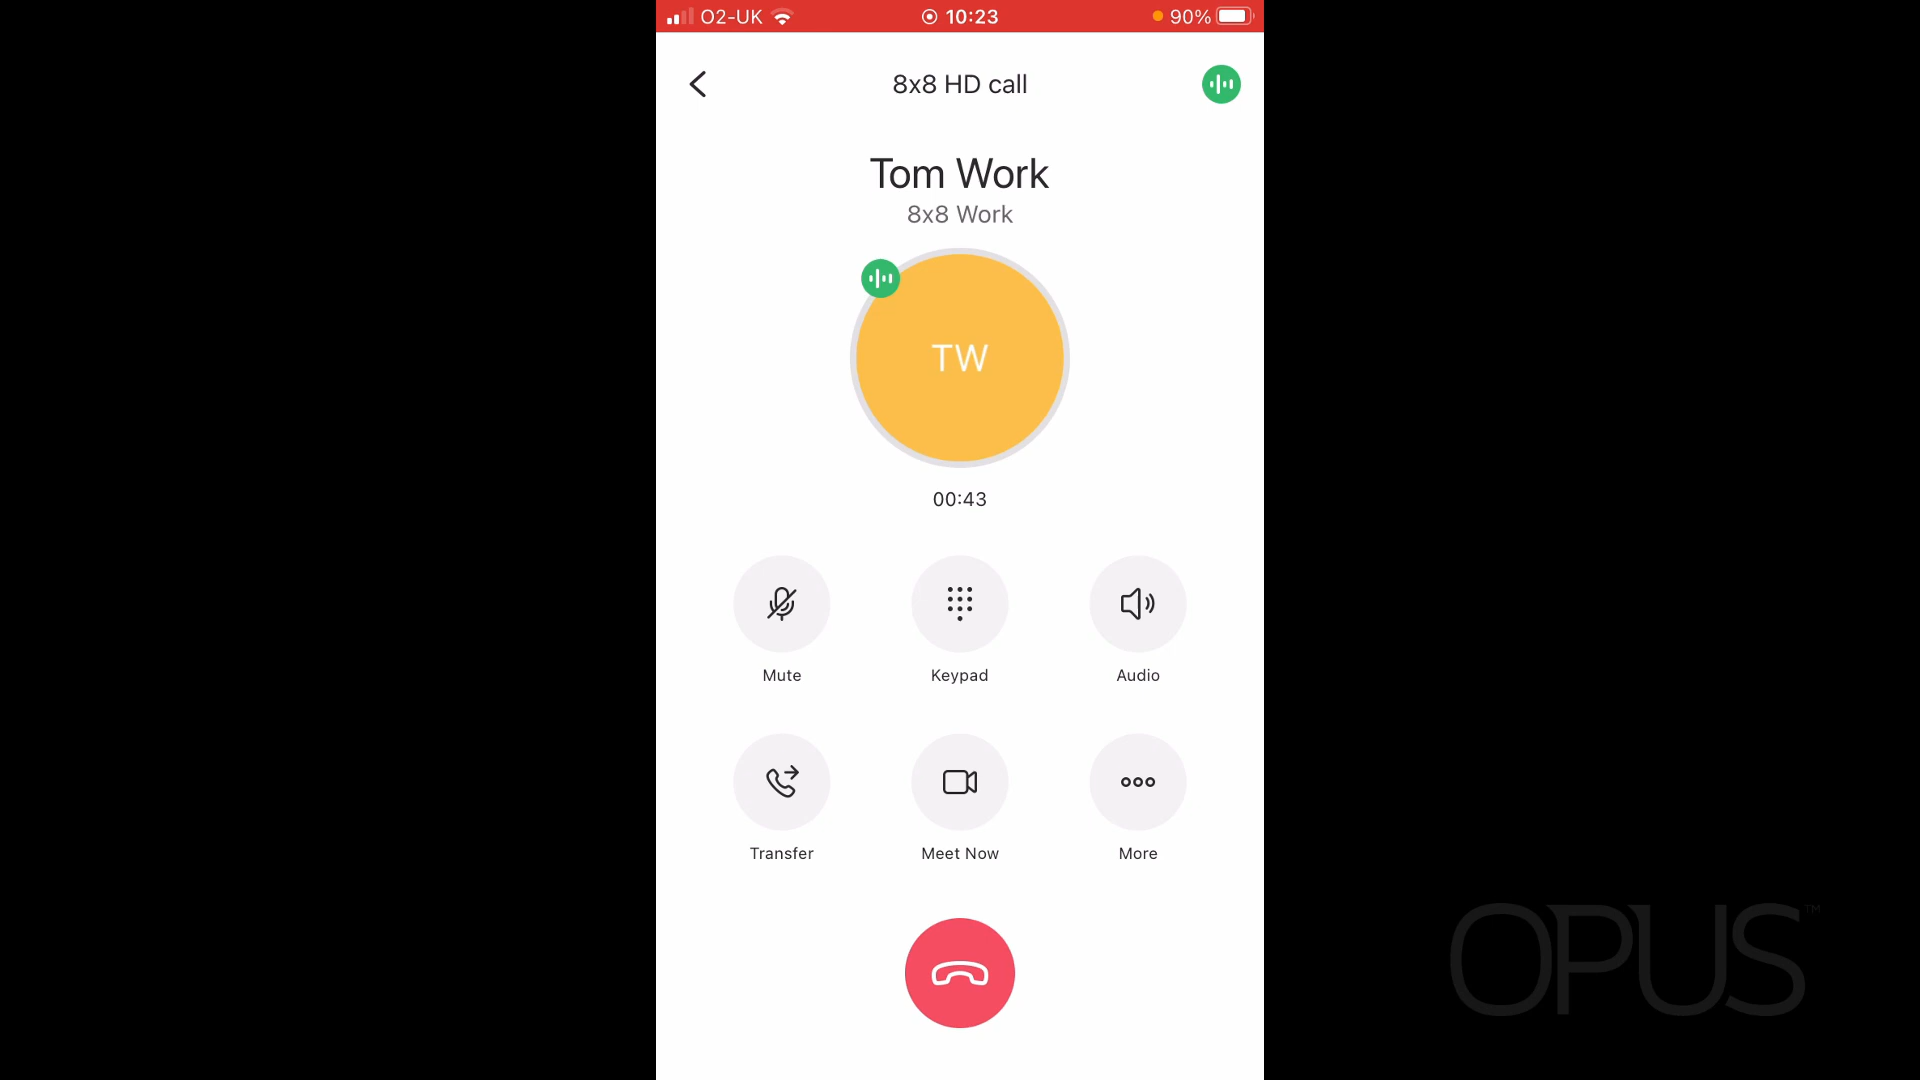 O2-UK 10:23 90%
8x8 HD call
Tom Work
8x8 Work
TW
00:43
Mute Keypad Audio
Transfer Meet Now More
OPUS™